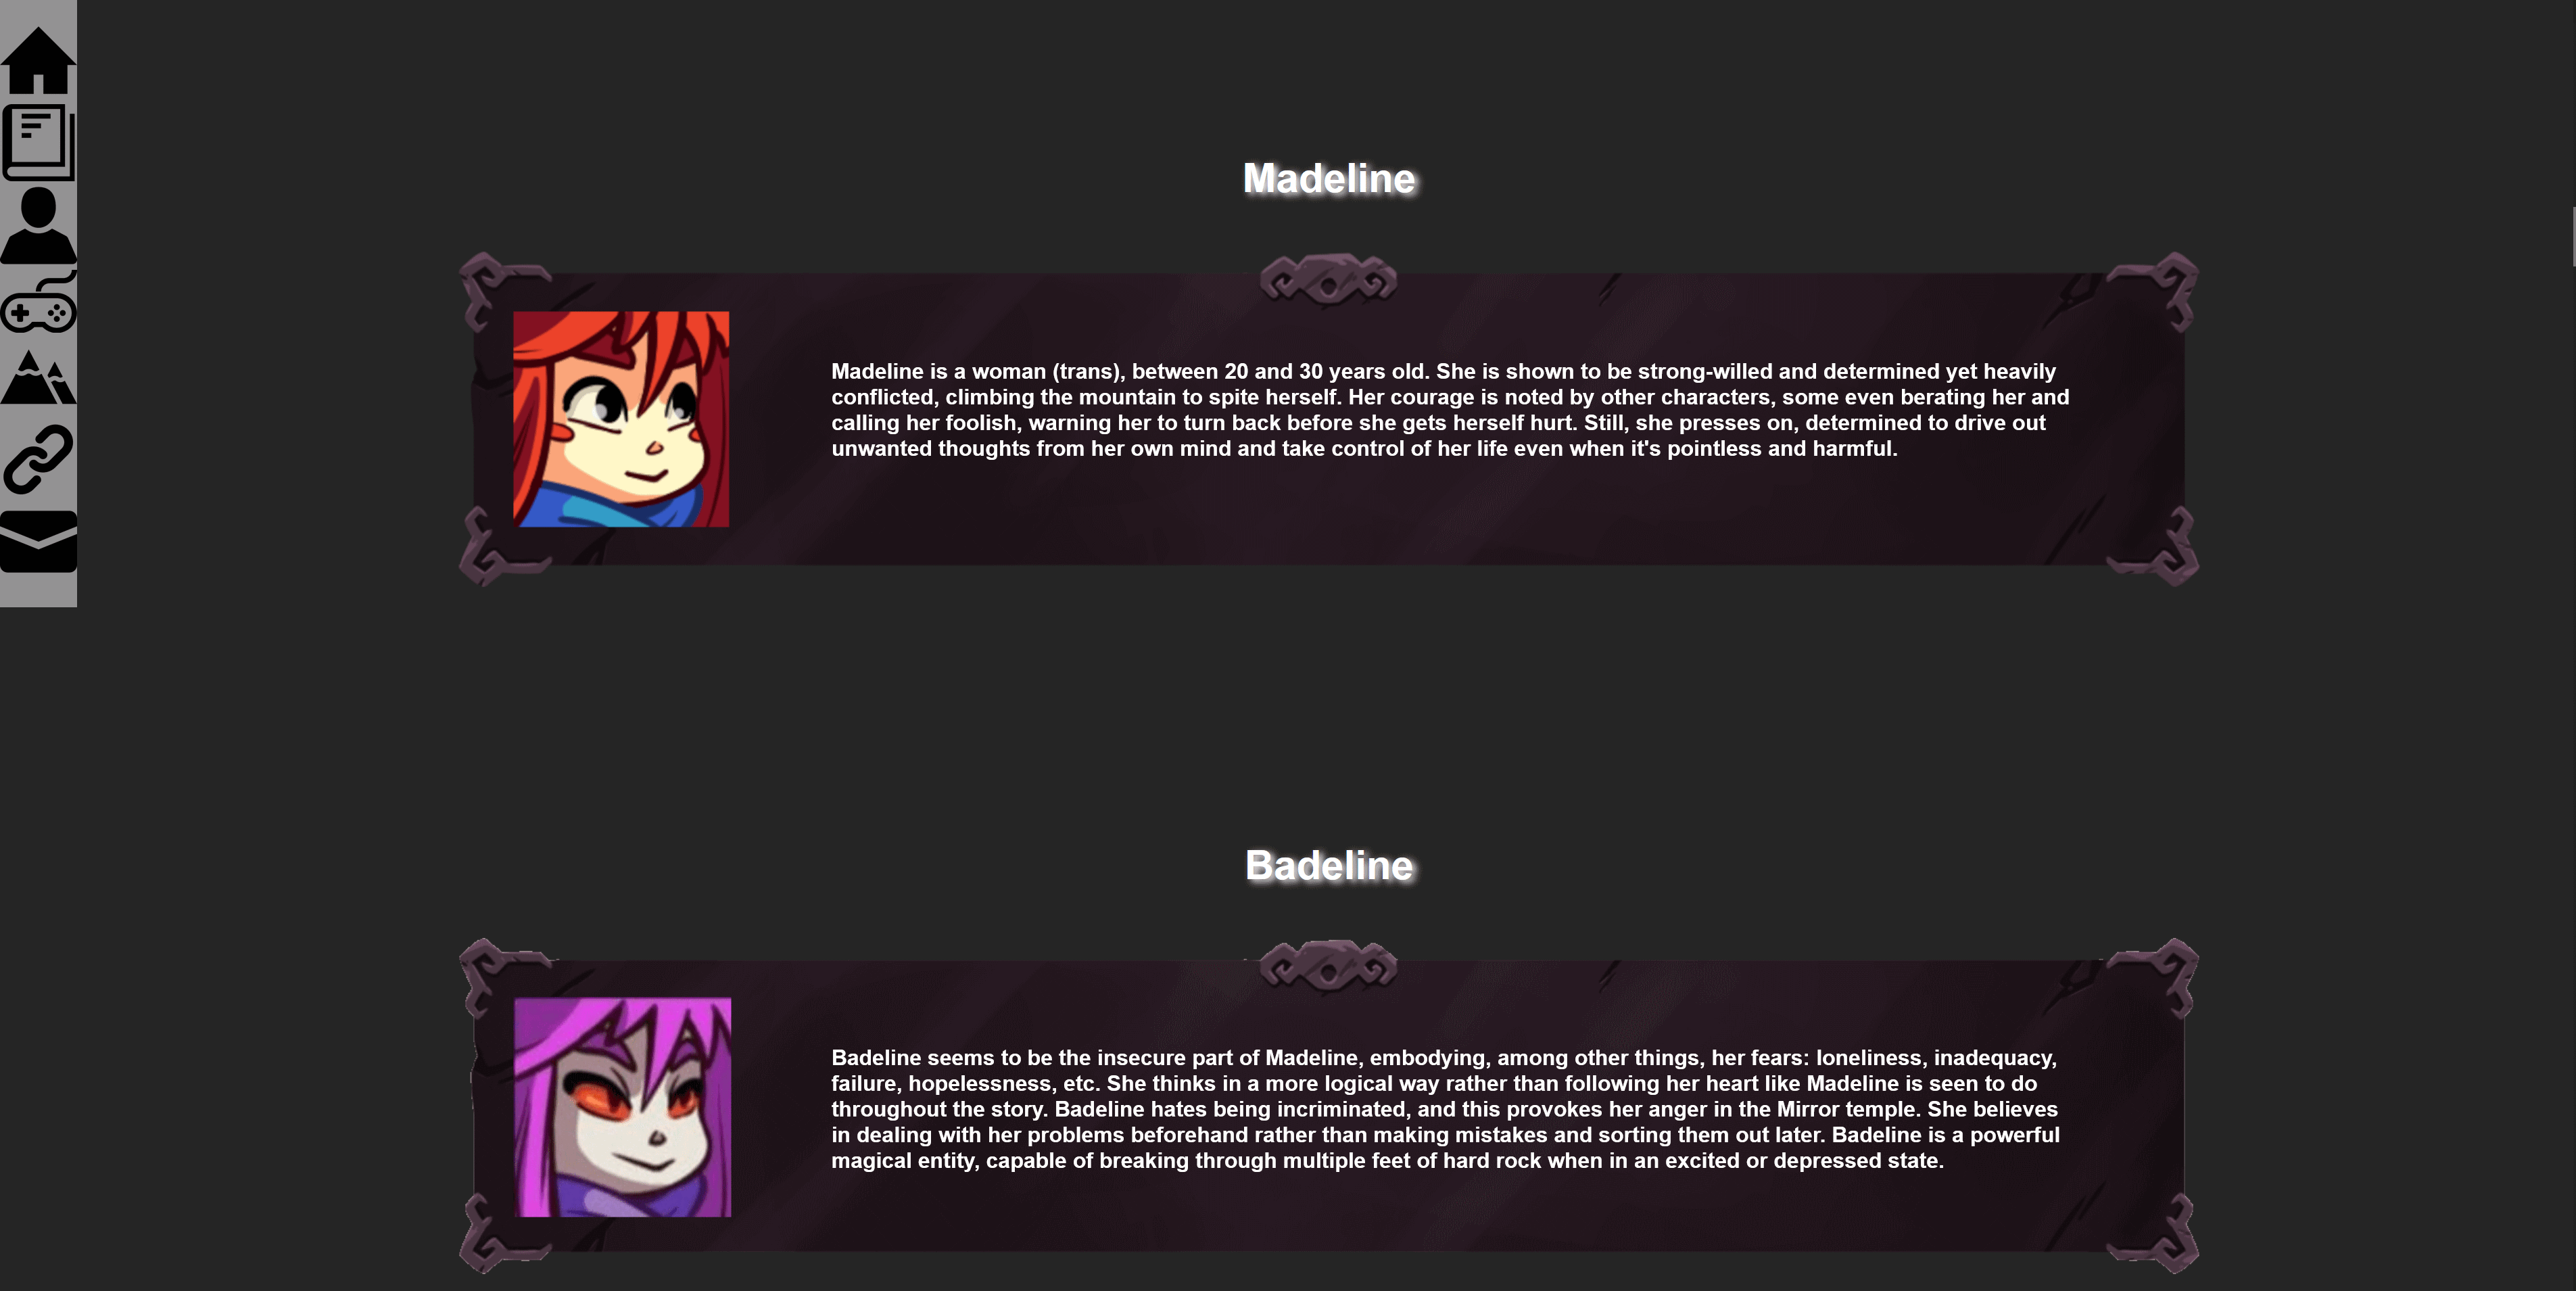 Madeline
Madeline is a woman (trans), between 20 and 30 years old. She is shown to be strong-willed and determined yet heavily
conflicted, climbing the mountain to spite herself. Her courage is noted by other characters, some even berating her and
calling her foolish, warning her to turn back before she gets herself hurt. Still, she presses on, determined to drive out
unwanted thoughts from her own mind and take control of her life even when it's pointless and harmful.
Badeline
Badeline seems to be the insecure part of Madeline, embodying, among other things, her fears: loneliness, inadequacy,
failure, hopelessness, etc. She thinks in a more logical way rather than following her heart like Madeline is seen to do
throughout the story. Badeline hates being incriminated, and this provokes her anger in the Mirror temple. She believes
in dealing with her problems beforehand rather than making mistakes and sorting them out later. Badeline is a powerful
magical entity, capable of breaking through multiple feet of hard rock when in an excited or depressed state.